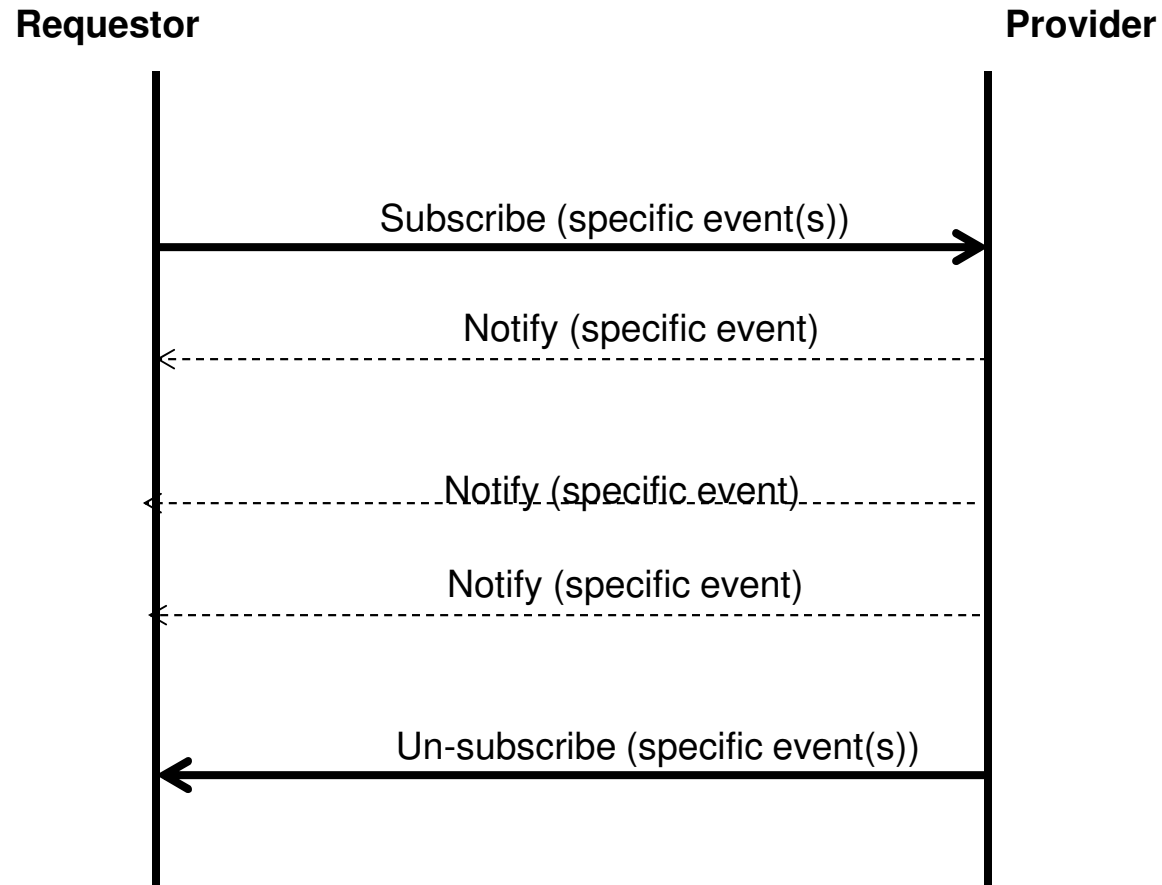 Requestor
Provider
Subscribe (specific event(s))
Notify (specific event)
Notify (specific event)
Notify (specific event)
Un-subscribe (specific event(s))